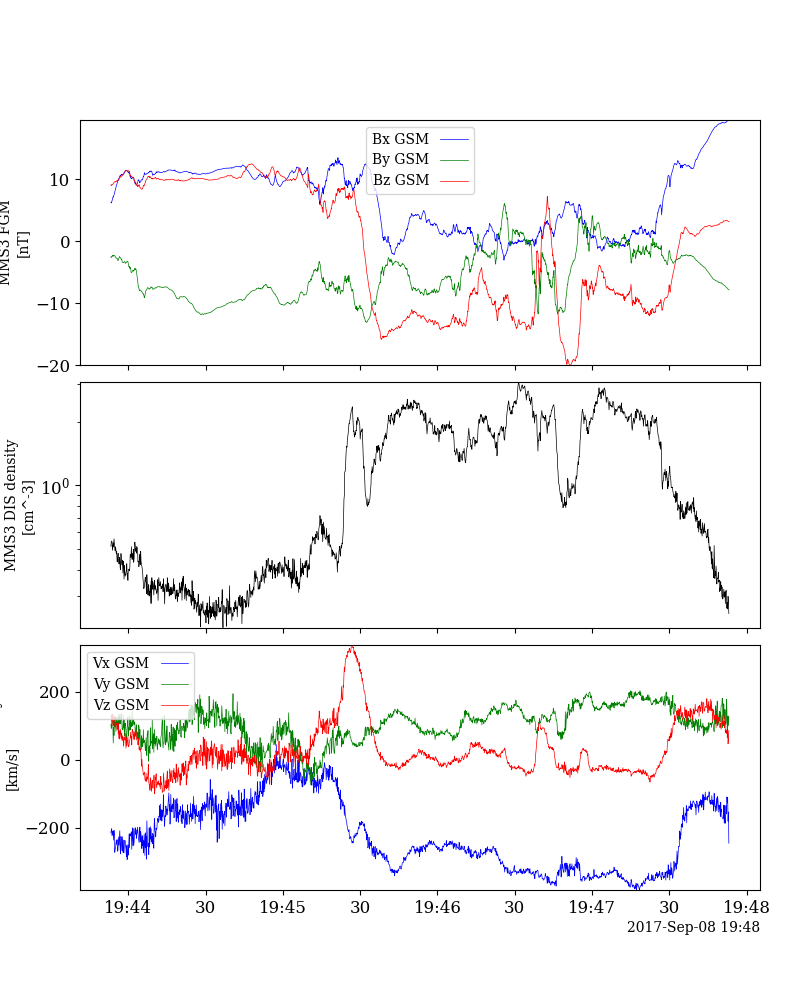 MMS3 FGM
[nT]
10
0
−10
−20
Bx GSM
By GSM
Bz GSM
MMS3 DIS density
[cm^-3]
10^0
Vx GSM
Vy GSM
Vz GSM
[km/s]
200
0
−200
19:44 30 19:45 30 19:46 30 19:47 30 19:48
2017-Sep-08 19:48